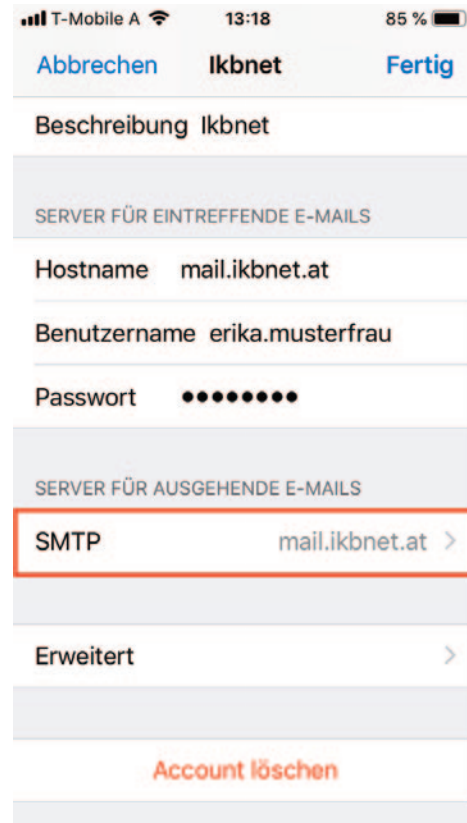 T-Mobile A 13:18 85 %
Abbrechen Ikbnet Fertig
Beschreibung Ikbnet
SERVER FÜR EINTREFFENDE E-MAILS
Hostname mail.ikbnet.at
Benutzername erika.musterfrau
Passwort ••••••••
SERVER FÜR AUSGEHENDE E-MAILS
SMTP mail.ikbnet.at >
Erweitert >
Account löschen